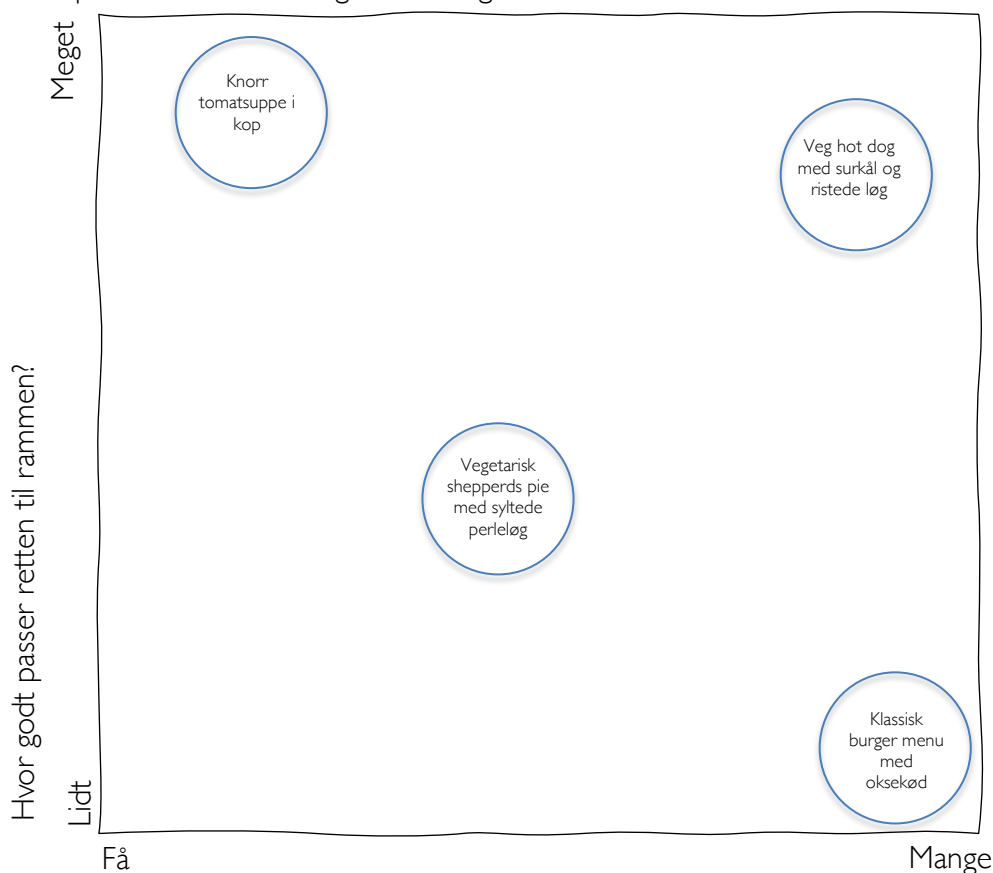 Meget
Knorr
tomatsuppe i
kop
Veg hot dog
med surkål og
ristede løg
Hvor godt passer retten til rammen?
Vegetarisk
shepperds pie
med syltede
perleløg
Klassisk
burger menu
med
oksekød
Lidt
Få
Mange